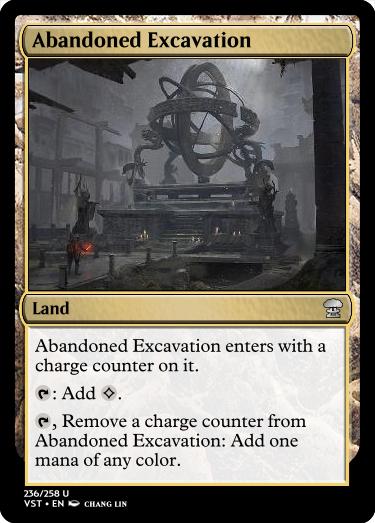 Abandoned Excavation
Land
Abandoned Excavation enters with a
charge counter on it.
: Add .
, Remove a charge counter from
Abandoned Excavation: Add one
mana of any color.
236/258 U
VST • EN CHANG LIN